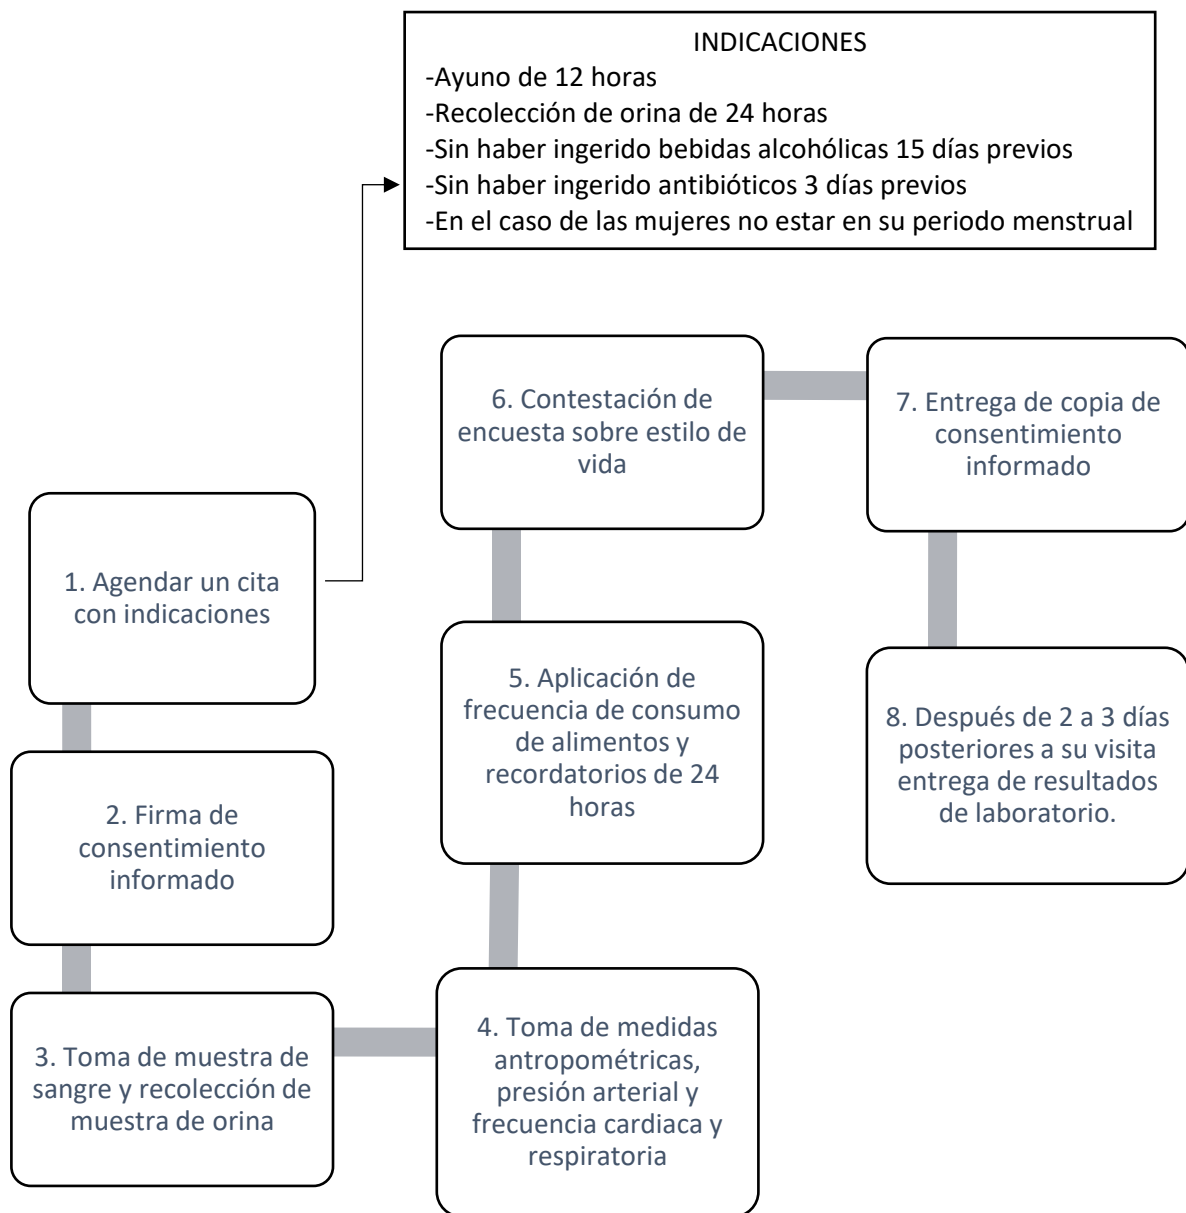 INDICACIONES
-Ayuno de 12 horas
-Recolección de orina de 24 horas
-Sin haber ingerido bebidas alcohólicas 15 días previos
-Sin haber ingerido antibióticos 3 días previos
-En el caso de las mujeres no estar en su periodo menstrual
1. Agendar un cita
con indicaciones
2. Firma de
consentimiento
informado
3. Toma de muestra de
sangre y recolección de
muestra de orina
4. Toma de medidas
antropométricas,
presión arterial y
frecuencia cardiaca y
respiratoria
5. Aplicación de
frecuencia de consumo
de alimentos y
recordatorios de 24
horas
6. Contestación de
encuesta sobre estilo de
vida
7. Entrega de copia de
consentimiento
informado
8. Después de 2 a 3 días
posteriores a su visita
entrega de resultados
de laboratorio.